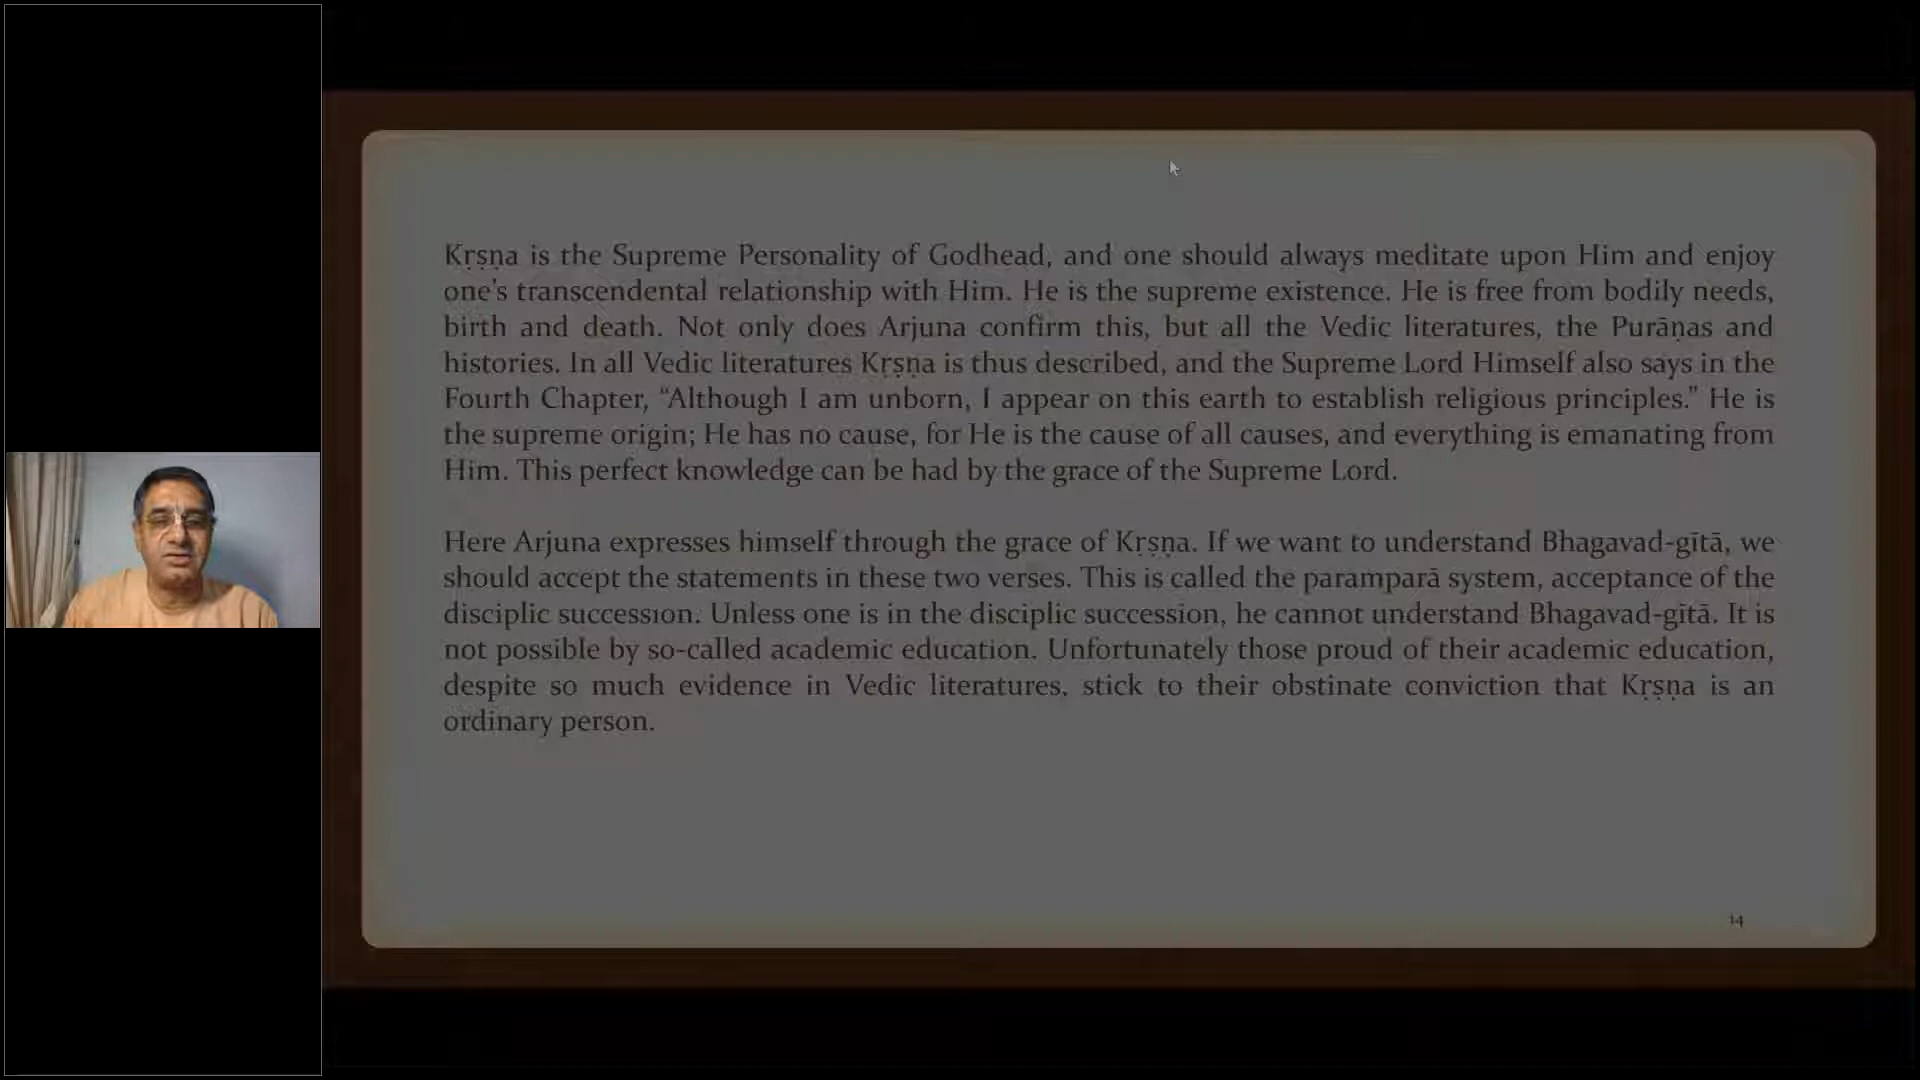 Kṛṣṇa is the Supreme Personality of Godhead, and one should always meditate upon Him and enjoy
one's transcendental relationship with Him. He is the supreme existence. He is free from bodily needs,
birth and death. Not only does Arjuna confirm this, but all the Vedic literatures, the Purāṇas and
histories. In all Vedic literatures Kṛṣṇa is thus described, and the Supreme Lord Himself also says in the
Fourth Chapter, “Although I am unborn, I appear on this earth to establish religious principles.” He is
the supreme origin; He has no cause, for He is the cause of all causes, and everything is emanating from
Him. This perfect knowledge can be had by the grace of the Supreme Lord.
Here Arjuna expresses himself through the grace of Kṛṣṇa. If we want to understand Bhagavad-gītā, we
should accept the statements in these two verses. This is called the paramparā system, acceptance of the
disciplic succession. Unless one is in the disciplic succession, he cannot understand Bhagavad-gītā. It is
not possible by so-called academic education. Unfortunately those proud of their academic education,
despite so much evidence in Vedic literatures, stick to their obstinate conviction that Kṛṣṇa is an
ordinary person.
14